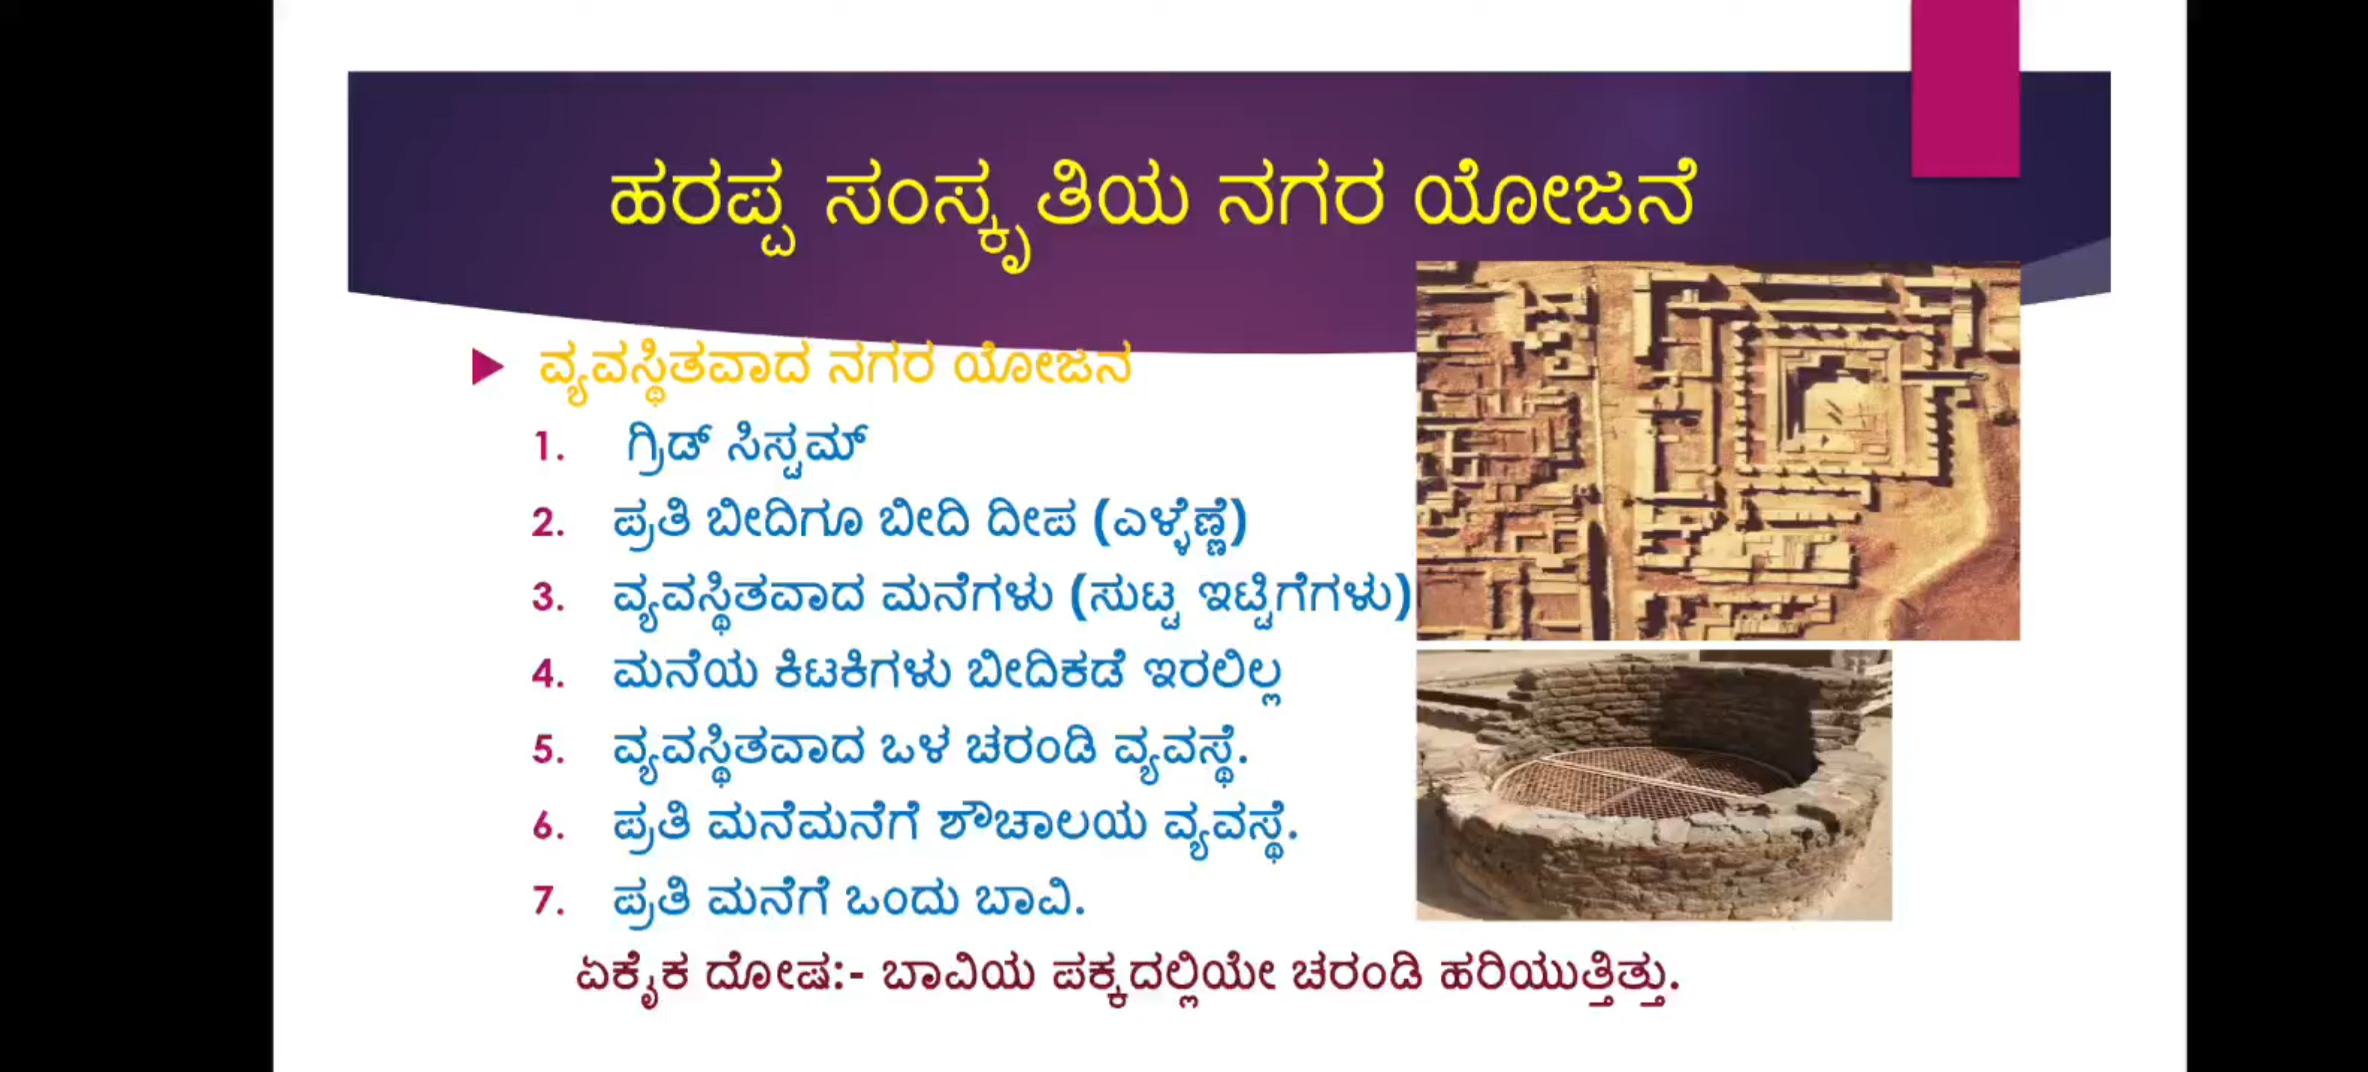 ಹರಪ್ಪ ಸಂಸ್ಕೃತಿಯ ನಗರ ಯೋಜನೆ
ವ್ಯವಸ್ಥಿತವಾದ ನಗರ ಯೋಜನ
1. ಗ್ರಿಡ್ ಸಿಸ್ಟಮ್
2. ಪ್ರತಿ ಬೀದಿಗೂ ಬೀದಿ ದೀಪ (ಎಳ್ಳೆಣ್ಣೆ)
3. ವ್ಯವಸ್ಥಿತವಾದ ಮನೆಗಳು (ಸುಟ್ಟ ಇಟ್ಟಿಗೆಗಳು)
4. ಮನೆಯ ಕಿಟಕಿಗಳು ಬೀದಿಕಡೆ ಇರಲಿಲ್ಲ
5. ವ್ಯವಸ್ಥಿತವಾದ ಒಳ ಚರಂಡಿ ವ್ಯವಸ್ಥೆ.
6. ಪ್ರತಿ ಮನೆಮನೆಗೆ ಶೌಚಾಲಯ ವ್ಯವಸ್ಥೆ.
7. ಪ್ರತಿ ಮನೆಗೆ ಒಂದು ಬಾವಿ.
ಏಕೈಕ ದೋಷ:- ಬಾವಿಯ ಪಕ್ಕದಲ್ಲಿಯೇ ಚರಂಡಿ ಹರಿಯುತ್ತಿತ್ತು.